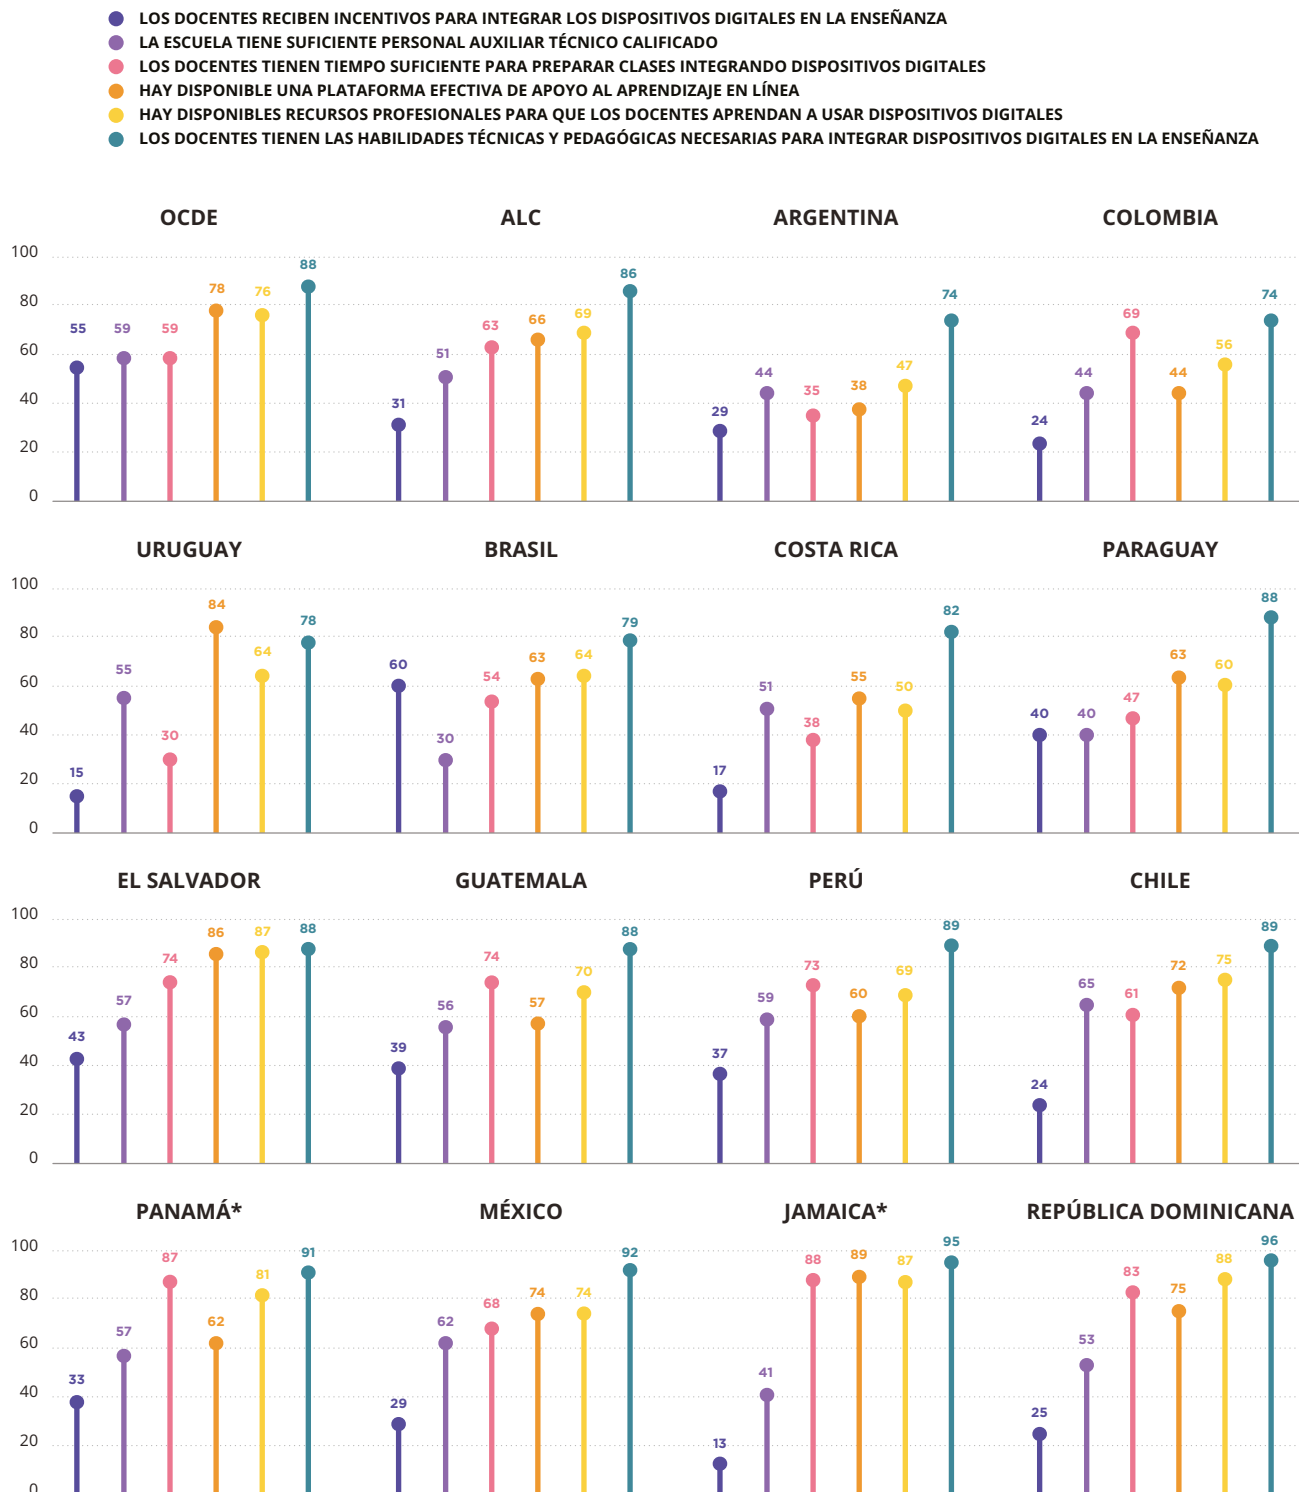 LOS DOCENTES RECIBEN INCENTIVOS PARA INTEGRAR LOS DISPOSITIVOS DIGITALES EN LA ENSEÑANZA
LA ESCUELA TIENE SUFICIENTE PERSONAL AUXILIAR TÉCNICO CALIFICADO
LOS DOCENTES TIENEN TIEMPO SUFICIENTE PARA PREPARAR CLASES INTEGRANDO DISPOSITIVOS DIGITALES
HAY DISPONIBLE UNA PLATAFORMA EFECTIVA DE APOYO AL APRENDIZAJE EN LÍNEA
HAY DISPONIBLES RECURSOS PROFESIONALES PARA QUE LOS DOCENTES APRENDAN A USAR DISPOSITIVOS DIGITALES
LOS DOCENTES TIENEN LAS HABILIDADES TÉCNICAS Y PEDAGÓGICAS NECESARIAS PARA INTEGRAR DISPOSITIVOS DIGITALES EN LA ENSEÑANZA
OCDE ALC ARGENTINA COLOMBIA
100
80
60
40
20
0
55 59 59 78 76 88
31 51 63 66 69 86
29 44 35 38 47 74
24 44 69 44 56 74
URUGUAY BRASIL COSTA RICA PARAGUAY
100
80
60
40
20
0
15 55 30 84 64 78
60 30 54 63 64 79
17 51 38 55 50 82
40 40 47 63 60 88
EL SALVADOR GUATEMALA PERÚ CHILE
100
80
60
40
20
0
43 57 74 86 87 88
39 56 74 57 70 88
37 59 73 60 69 89
24 65 61 72 75 89
PANAMÁ* MÉXICO JAMAICA* REPÚBLICA DOMINICANA
100
80
60
40
20
0
33 57 87 62 81 91
29 62 68 74 74 92
13 41 88 89 87 95
25 53 83 75 88 96